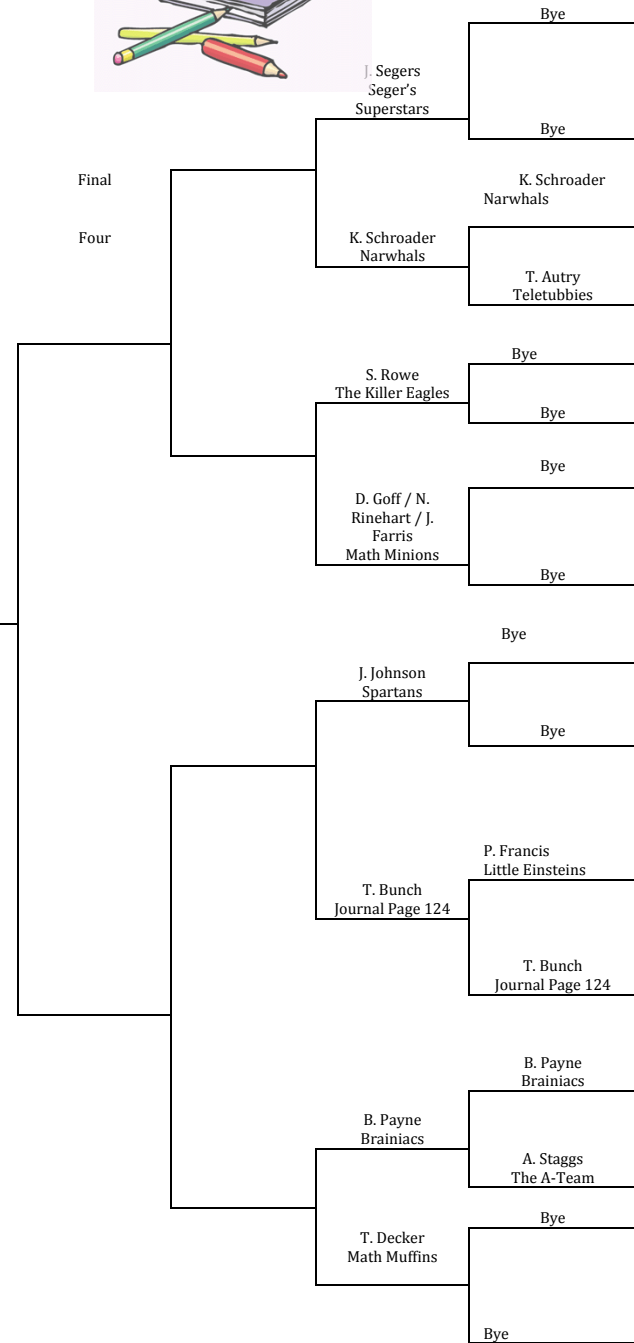 Bye
J. Segers
Seger's
Superstars
Bye
Final
K. Schroader
Narwhals
Four
K. Schroader
Narwhals
T. Autry
Teletubbies
Bye
S. Rowe
The Killer Eagles
Bye
Bye
D. Goff / N.
Rinehart / J.
Farris
Math Minions
Bye
Bye
J. Johnson
Spartans
Bye
P. Francis
Little Einsteins
T. Bunch
Journal Page 124
T. Bunch
Journal Page 124
B. Payne
Brainiacs
B. Payne
Brainiacs
A. Staggs
The A-Team
Bye
T. Decker
Math Muffins
Bye